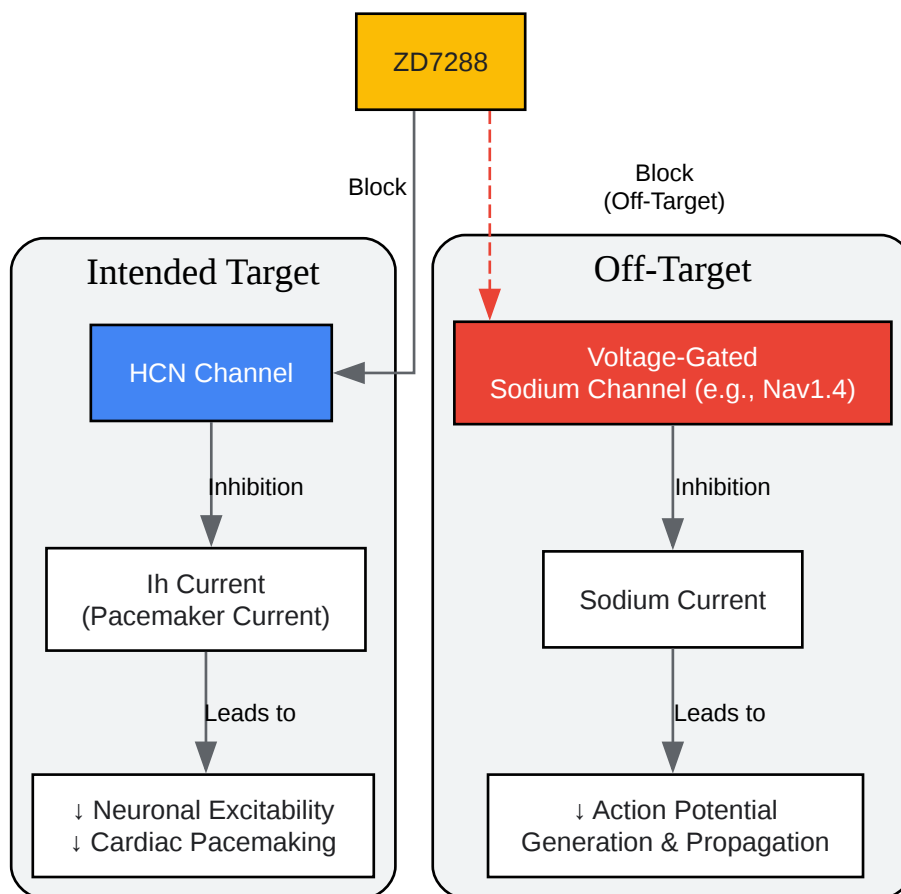 ZD7288
Block
Block
(Off-Target)
Intended Target
HCN Channel
Inhibition
Ih Current
(Pacemaker Current)
Leads to
↓ Neuronal Excitability
↓ Cardiac Pacemaking
Off-Target
Voltage-Gated
Sodium Channel (e.g., Nav1.4)
Inhibition
Sodium Current
Leads to
↓ Action Potential
Generation & Propagation